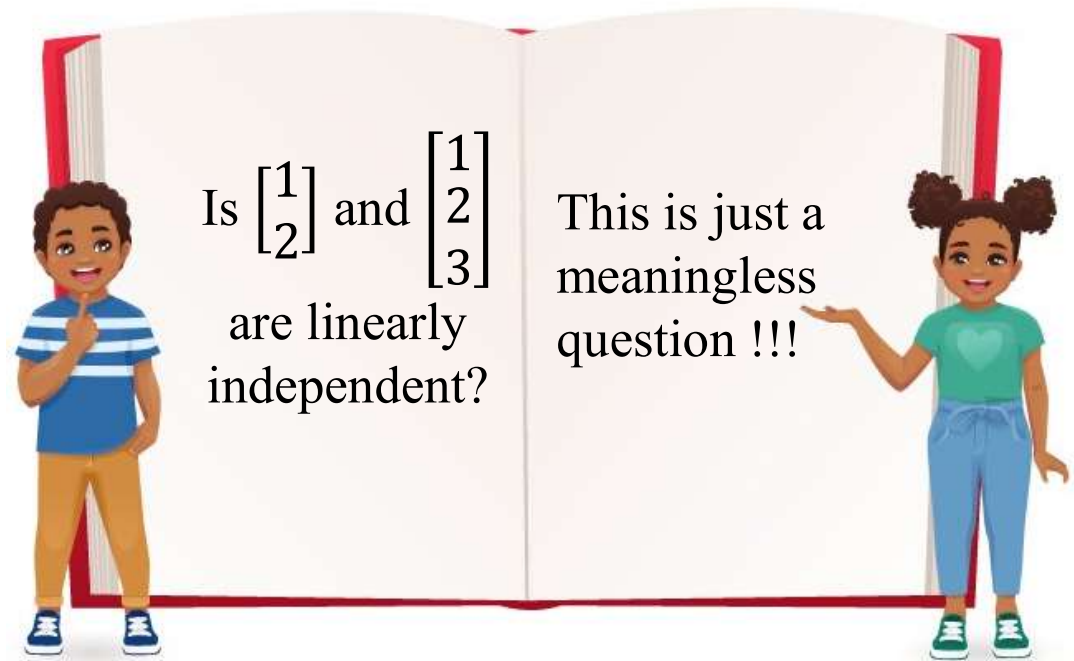 Is [1 2] and [1 2 3]
are linearly
independent?
This is just a
meaningless
question !!!